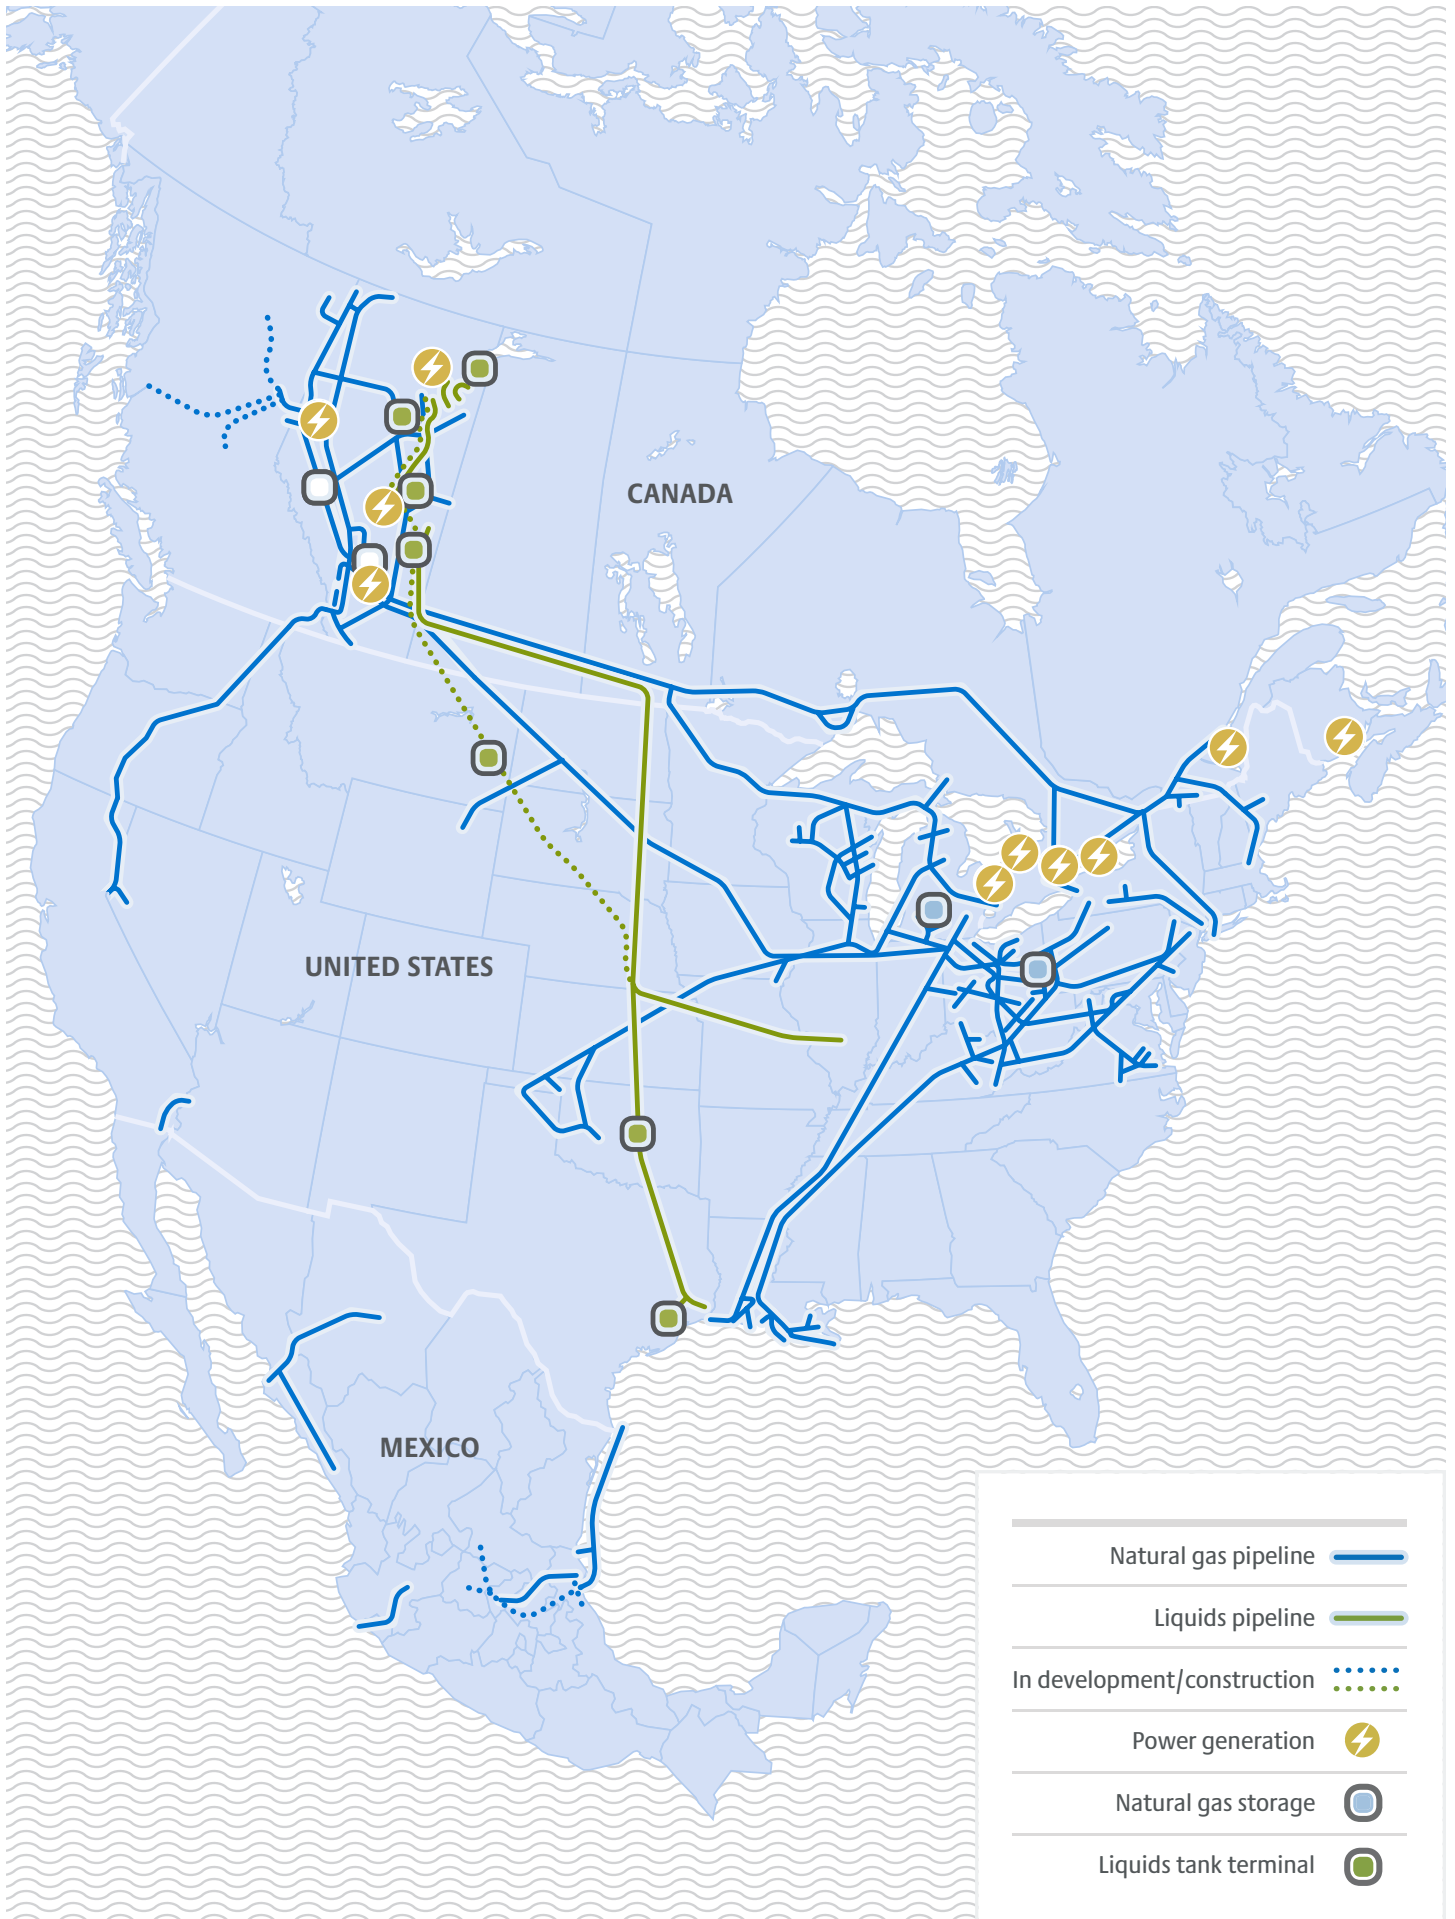 CANADA
UNITED STATES
MEXICO
Natural gas pipeline
Liquids pipeline
In development/construction
Power generation
Natural gas storage
Liquids tank terminal